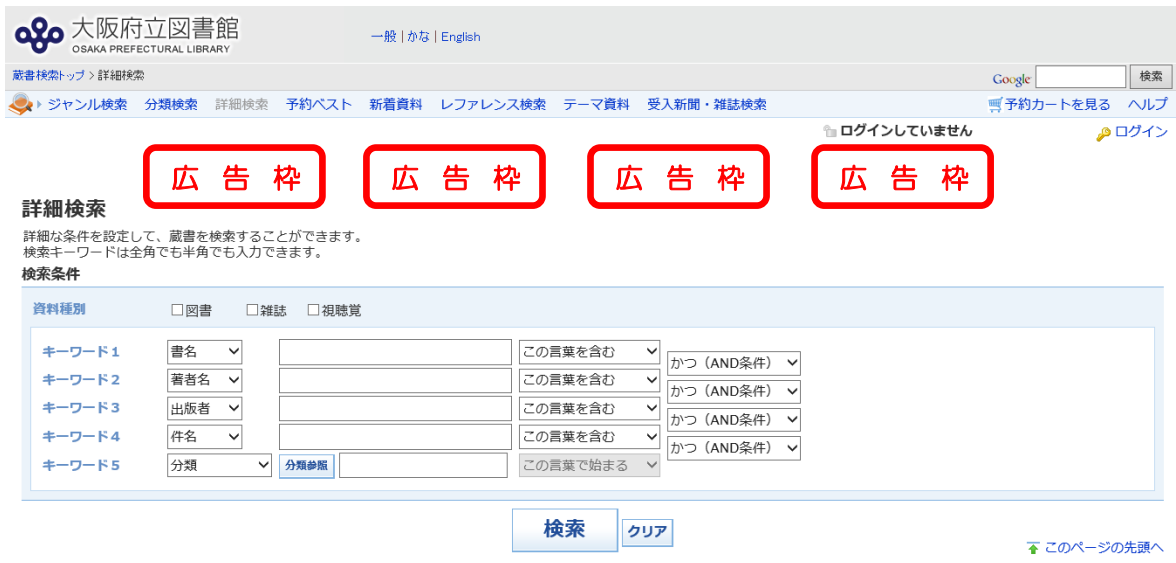 大阪府立図書館
OSAKA PREFECTURAL LIBRARY
一般 | かな | English
蔵書検索トップ > 詳細検索
Google 検索
ジャンル検索 分類検索 詳細検索 予約ベスト 新着資料 レファレンス検索 テーマ資料 受入新聞・雑誌検索 予約カートを見る ヘルプ
ログインしていません ログイン
広告枠 広告枠 広告枠 広告枠
詳細検索
詳細な条件を設定して、蔵書を検索することができます。
検索キーワードは全角でも半角でも入力できます。
検索条件
資料種別 図書 雑誌 視聴覚
キーワード1 書名 この言葉を含む
かつ（AND条件）
キーワード2 著者名 この言葉を含む
かつ（AND条件）
キーワード3 出版者 この言葉を含む
かつ（AND条件）
キーワード4 件名 この言葉を含む
かつ（AND条件）
キーワード5 分類 分類参照 この言葉で始まる
検索 クリア
このページの先頭へ